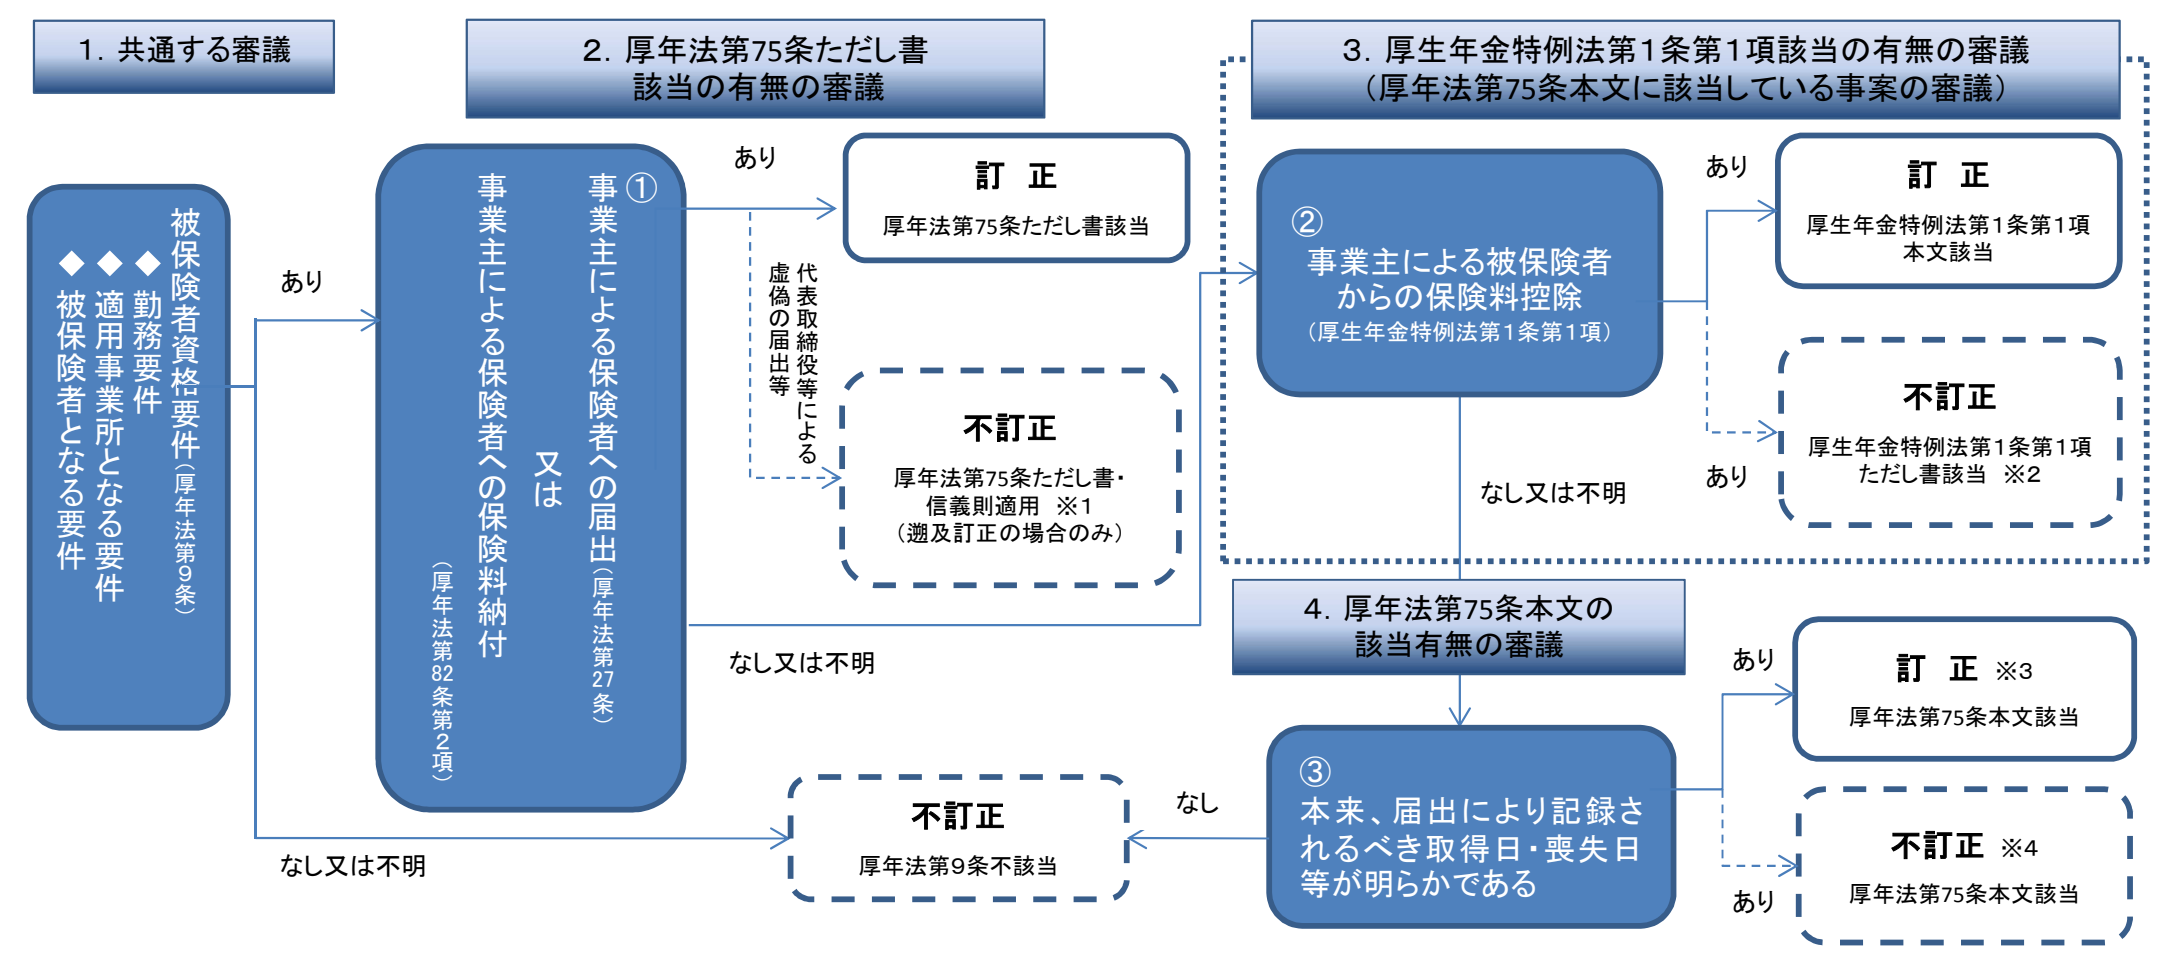 １．共通する審議
被保険者資格要件（厚年法第９条）
◆ 勤務要件
◆ 適用事業所となる要件
◆ 被保険者となる要件
あり
なし又は不明
２．厚年法第75条ただし書
該当の有無の審議
①
事業主による保険者への届出（厚年法第27条）
又は
事業主による保険者への保険料納付
（厚年法第82条第２項）
あり
訂　正
厚年法第75条ただし書該当
代表取締役等による
虚偽の届出等
不訂正
厚年法第75条ただし書・
信義則適用　※１
（遡及訂正の場合のみ）
なし又は不明
３．厚生年金特例法第１条第１項該当の有無の審議
（厚年法第75条本文に該当している事案の審議）
②
事業主による被保険者
からの保険料控除
（厚生年金特例法第１条第１項）
あり
訂　正
厚生年金特例法第１条第１項
本文該当
不訂正
厚生年金特例法第１条第１項
ただし書該当　※２
あり
なし又は不明
４．厚年法第75条本文の
該当有無の審議
③
本来、届出により記録さ
れるべき取得日・喪失日
等が明らかである
あり
訂　正　※３
厚年法第75条本文該当
不訂正　※４
厚年法第75条本文該当
あり
なし
不訂正
厚年法第９条不該当